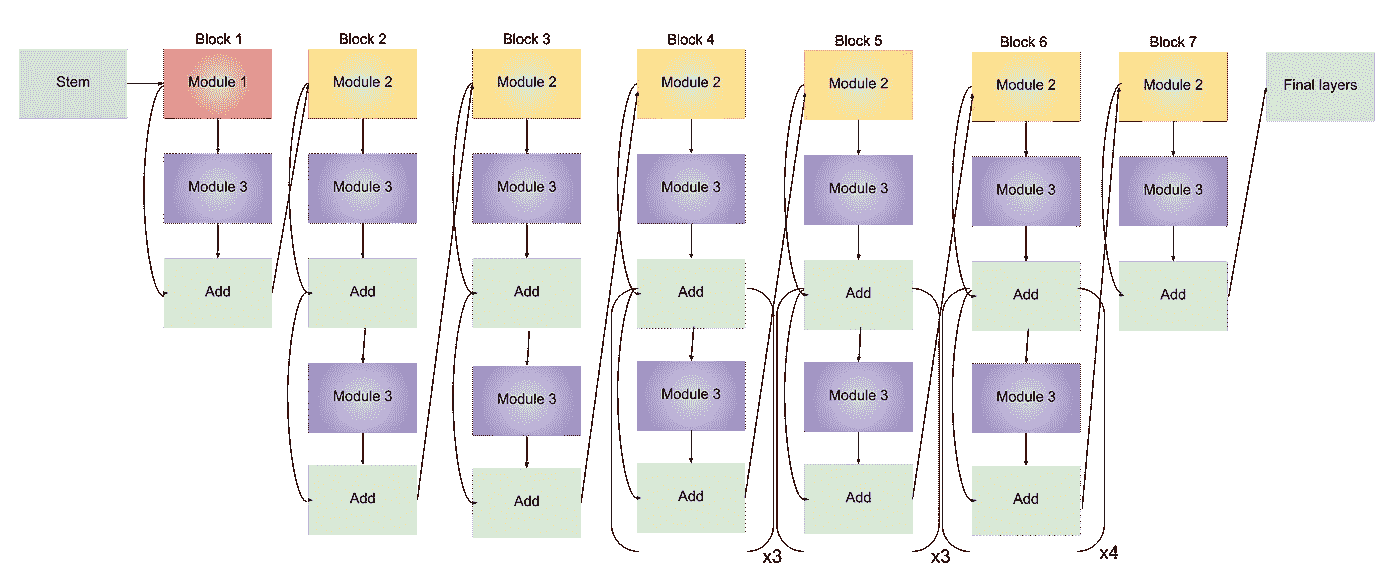 Block 1
Block 2
Block 3
Block 4
Block 5
Block 6
Block 7
Stem
Module 1
Module 2
Module 2
Module 2
Module 2
Module 2
Module 2
Final layers
Module 3
Module 3
Module 3
Module 3
Module 3
Module 3
Module 3
Add
Add
Add
Add
Add
Add
Add
Module 3
Module 3
Module 3
Module 3
Module 3
Add
Add
Add
Add
Add
x3
x3
x4